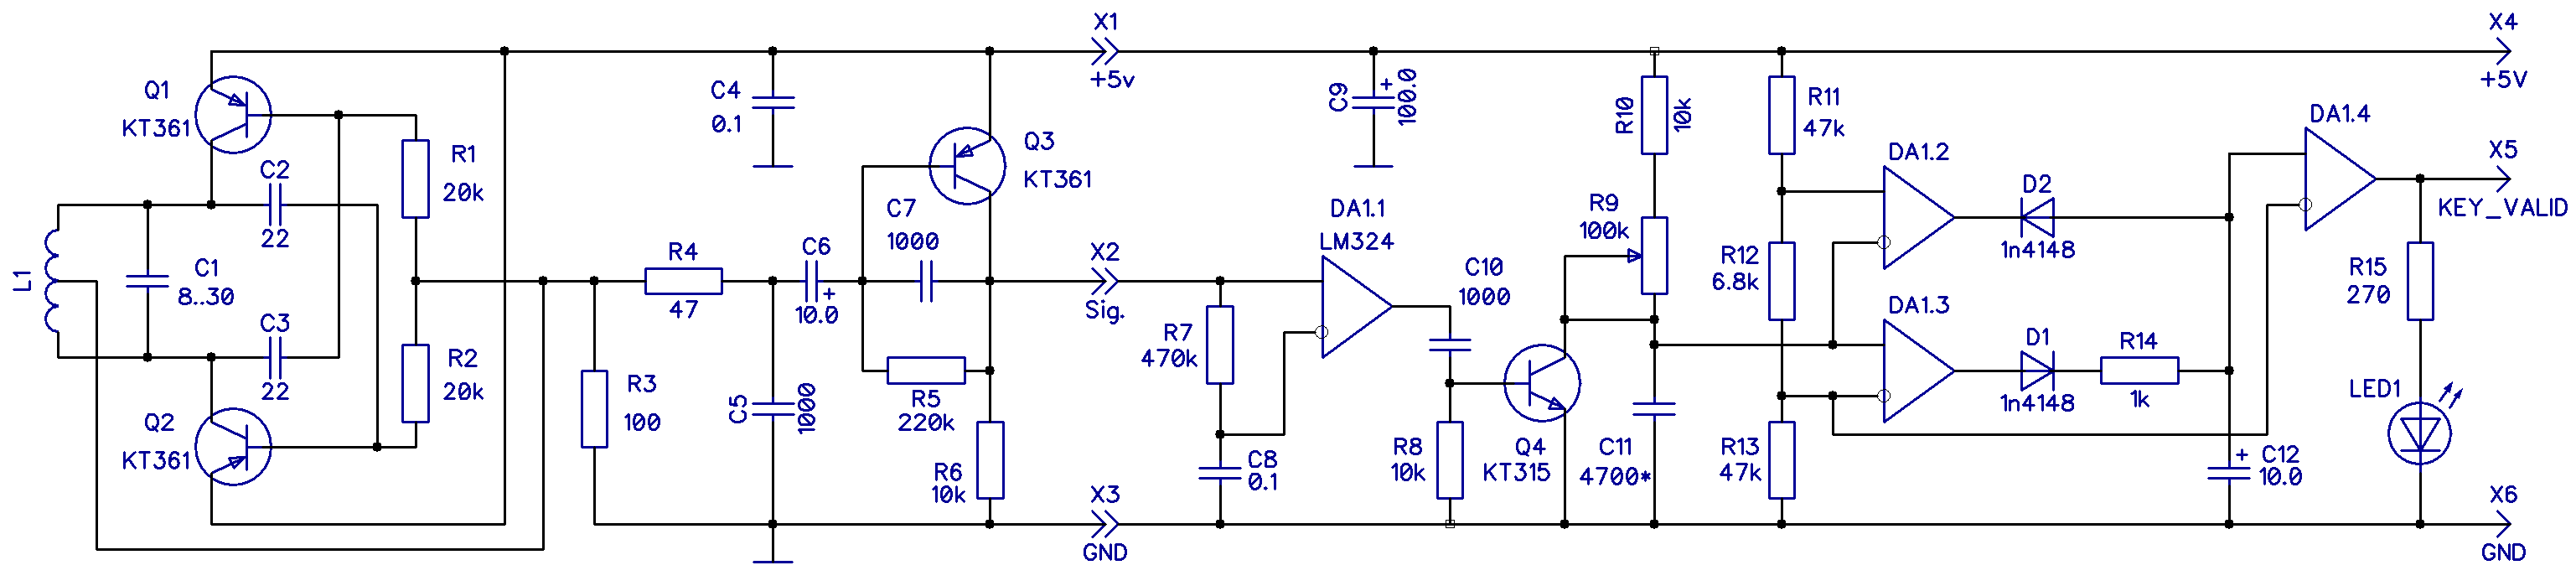 X1
+5v
X4
+5V
Q1
KT361
C4
0.1
C9
+
100.0
R10
10k
R11
47k
DA1.4
C2
22
R1
20k
Q3
KT361
DA1.2
D2
1n4148
X5
KEY_VALID
L1
C1
8..30
R4
47
C6
+
10.0
C7
1000
X2
Sig.
DA1.1
LM324
C10
1000
R9
100k
R12
6.8k
R15
270
C3
22
R2
20k
R3
100
C5
1000
R5
220k
R7
470k
DA1.3
D1
1n4148
R14
1k
LED1
Q2
KT361
R6
10k
C8
0.1
R8
10k
Q4
KT315
C11
4700*
R13
47k
+
C12
10.0
X3
GND
X6
GND